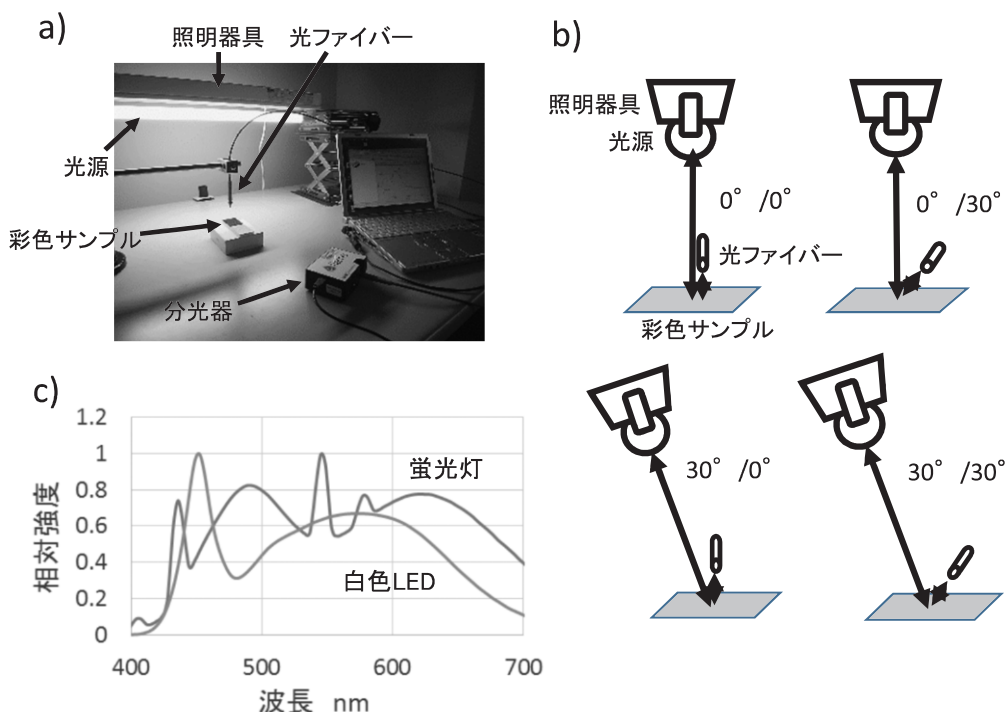 a)
照明器具
光ファイバー
光源
彩色サンプル
分光器
b)
照明器具
光源
0° /0°
光ファイバー
彩色サンプル
0° /30°
30° /0°
30° /30°
c)
1.2
1
0.8
0.6
0.4
0.2
0
相対強度
蛍光灯
白色LED
400
500
600
700
波長 nm